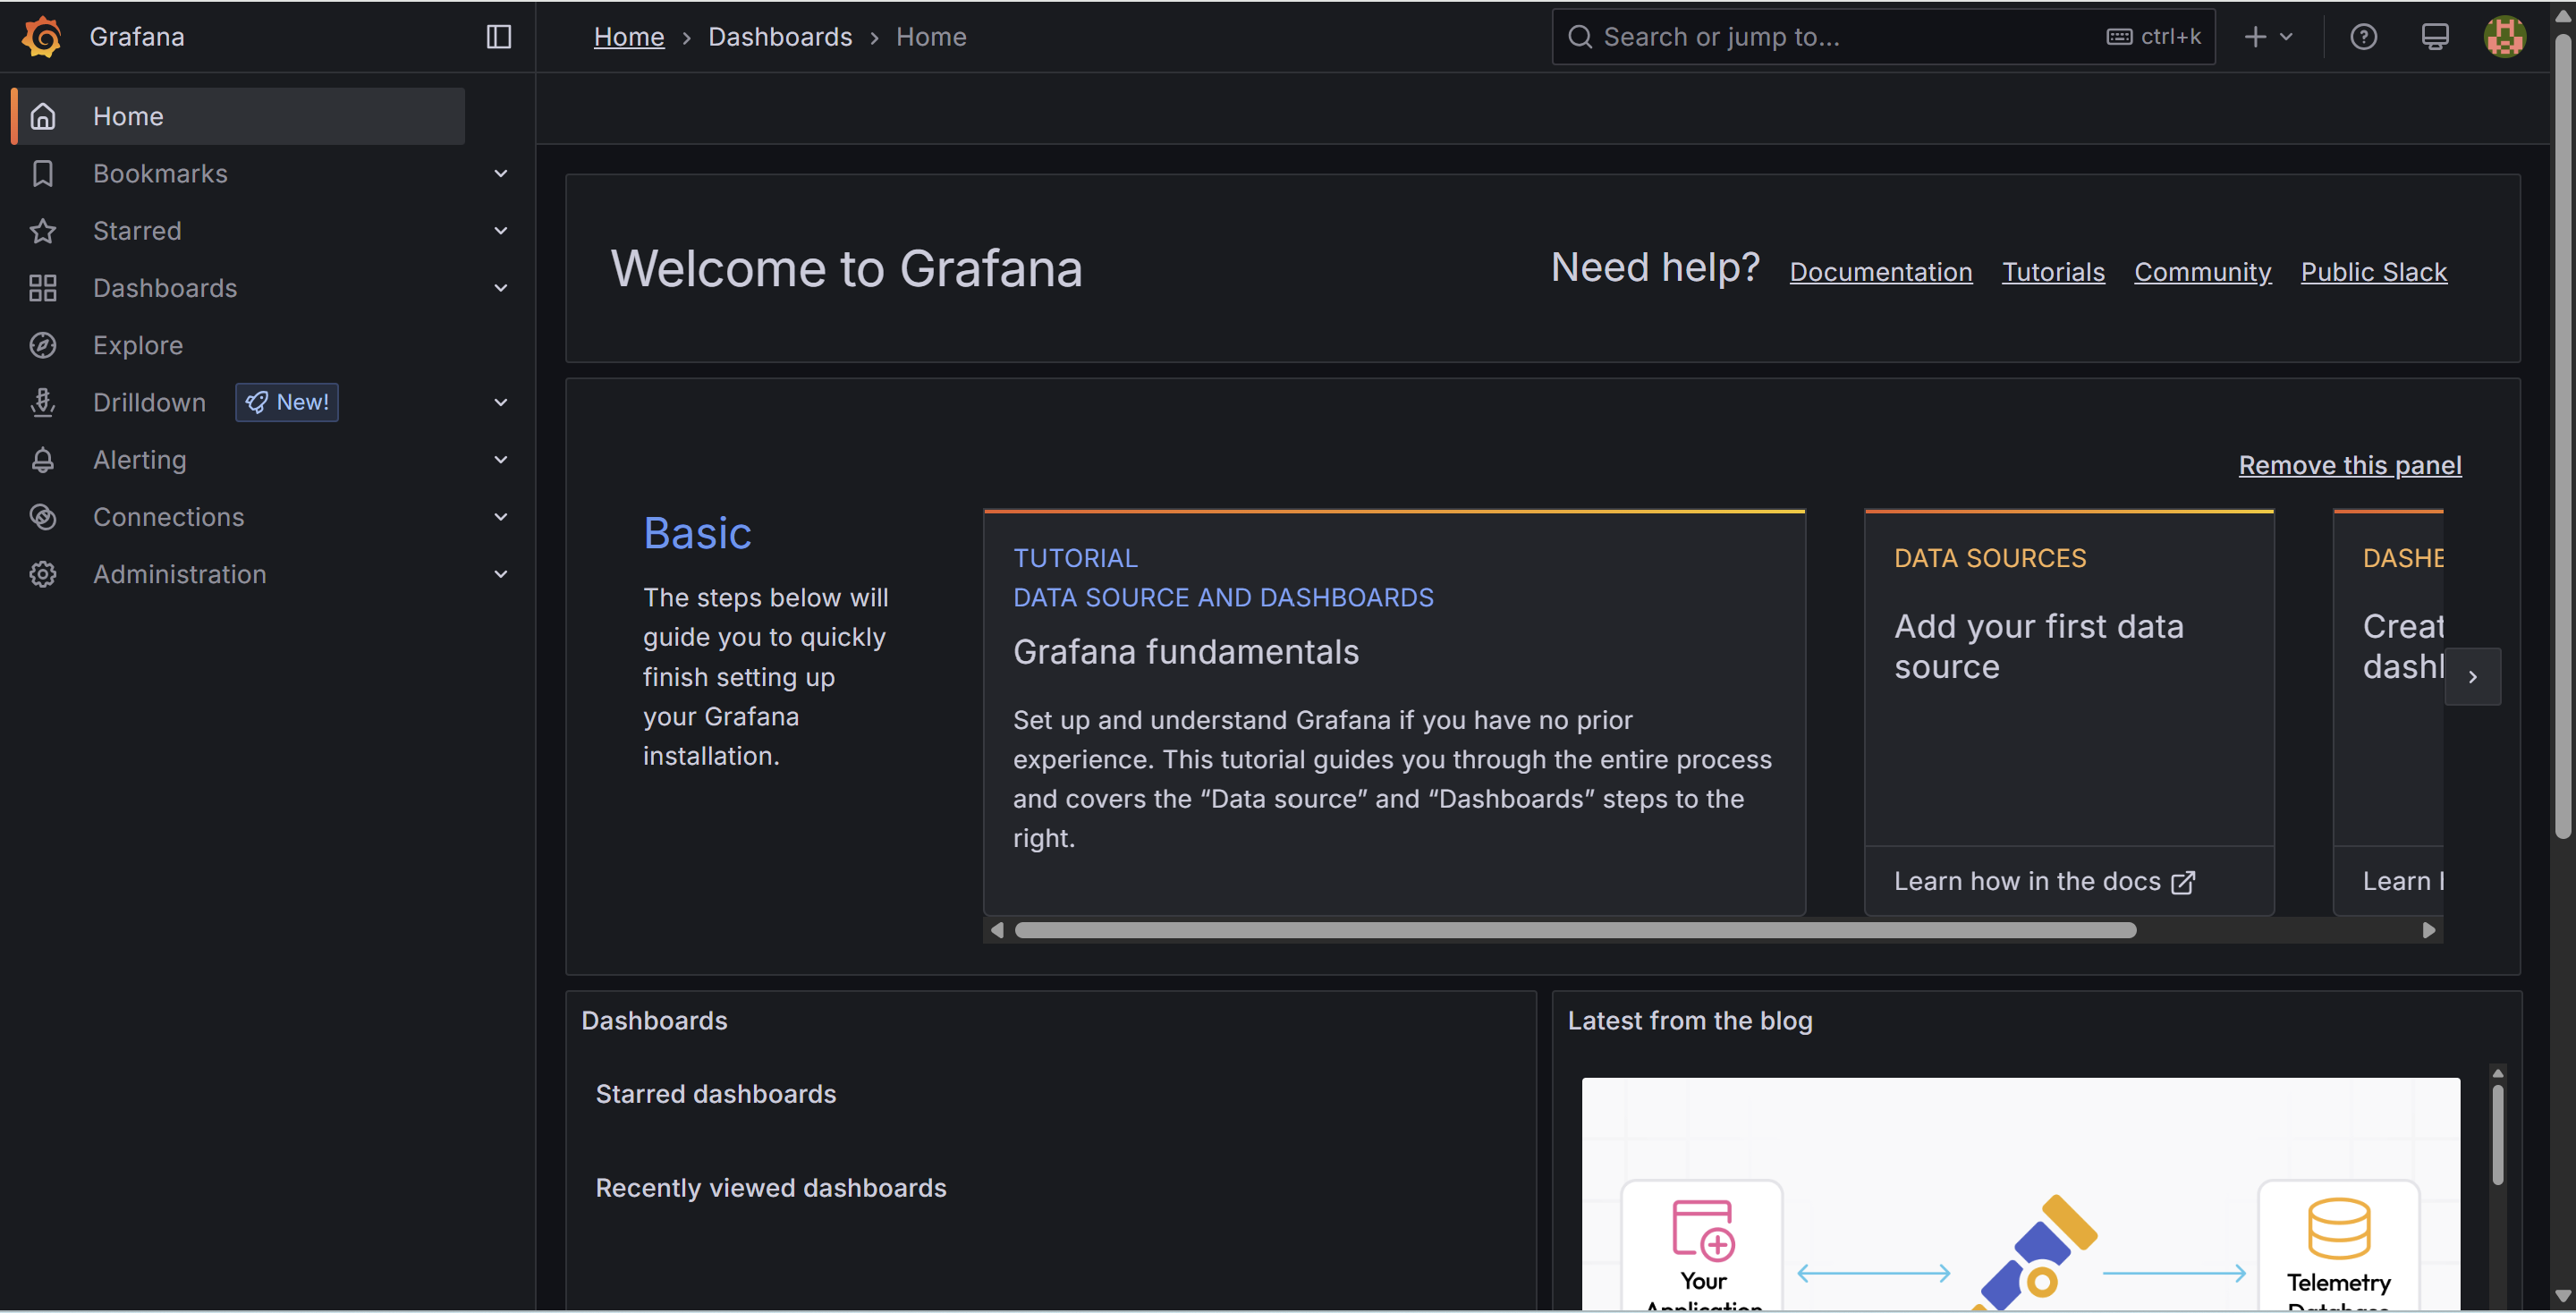 Grafana
Home > Dashboards > Home
Search or jump to...
ctrl+k
Home
Bookmarks
Starred
Dashboards
Explore
Drilldown
New!
Alerting
Connections
Administration
Welcome to Grafana
Need help?
Documentation
Tutorials
Community
Public Slack
Remove this panel
Basic
The steps below will
guide you to quickly
finish setting up
your Grafana
installation.
TUTORIAL
DATA SOURCE AND DASHBOARDS
Grafana fundamentals
Set up and understand Grafana if you have no prior
experience. This tutorial guides you through the entire process
and covers the “Data source” and “Dashboards” steps to the
right.
DATA SOURCES
Add your first data
source
Learn how in the docs
Learn
Dashboards
Starred dashboards
Recently viewed dashboards
Latest from the blog
Your
Application
Telemetry
Database